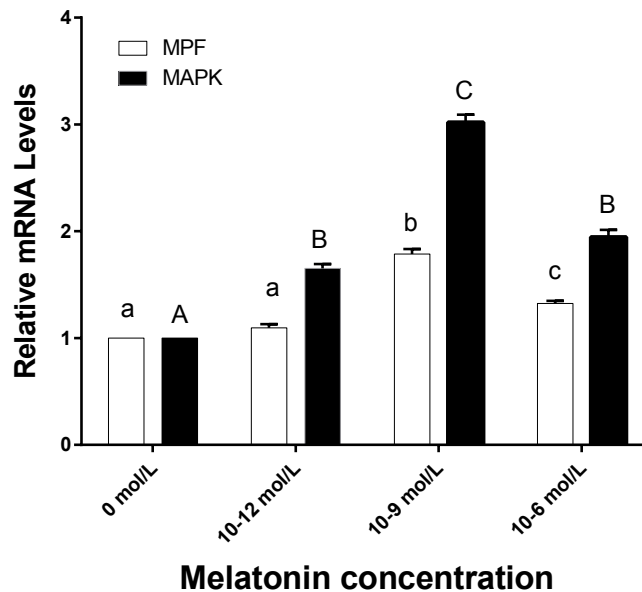 4
3
2
1
0
Relative mRNA Levels
MPF
MAPK
a
A
a
B
b
C
c
B
0 mol/L
10-12 mol/L
10-9 mol/L
10-6 mol/L
Melatonin concentration